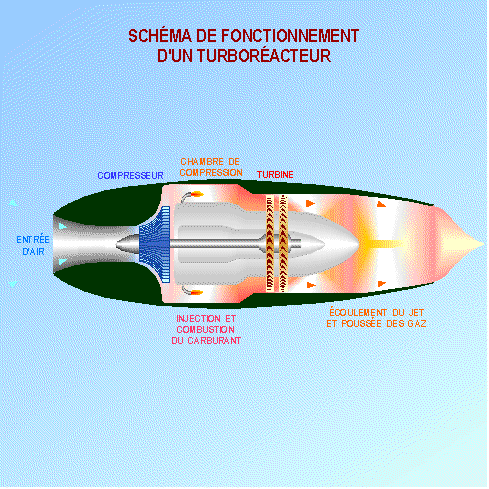 SCHÉMA DE FONCTIONNEMENT
D'UN TURBORÉACTEUR
CHAMBRE DE
COMPRESSION
COMPRESSEUR
TURBINE
ENTRÉE
D'AIR
INJECTION ET
COMBUSTION
DU CARBURANT
ÉCOULEMENT DU JET
ET POUSSÉE DES GAZ